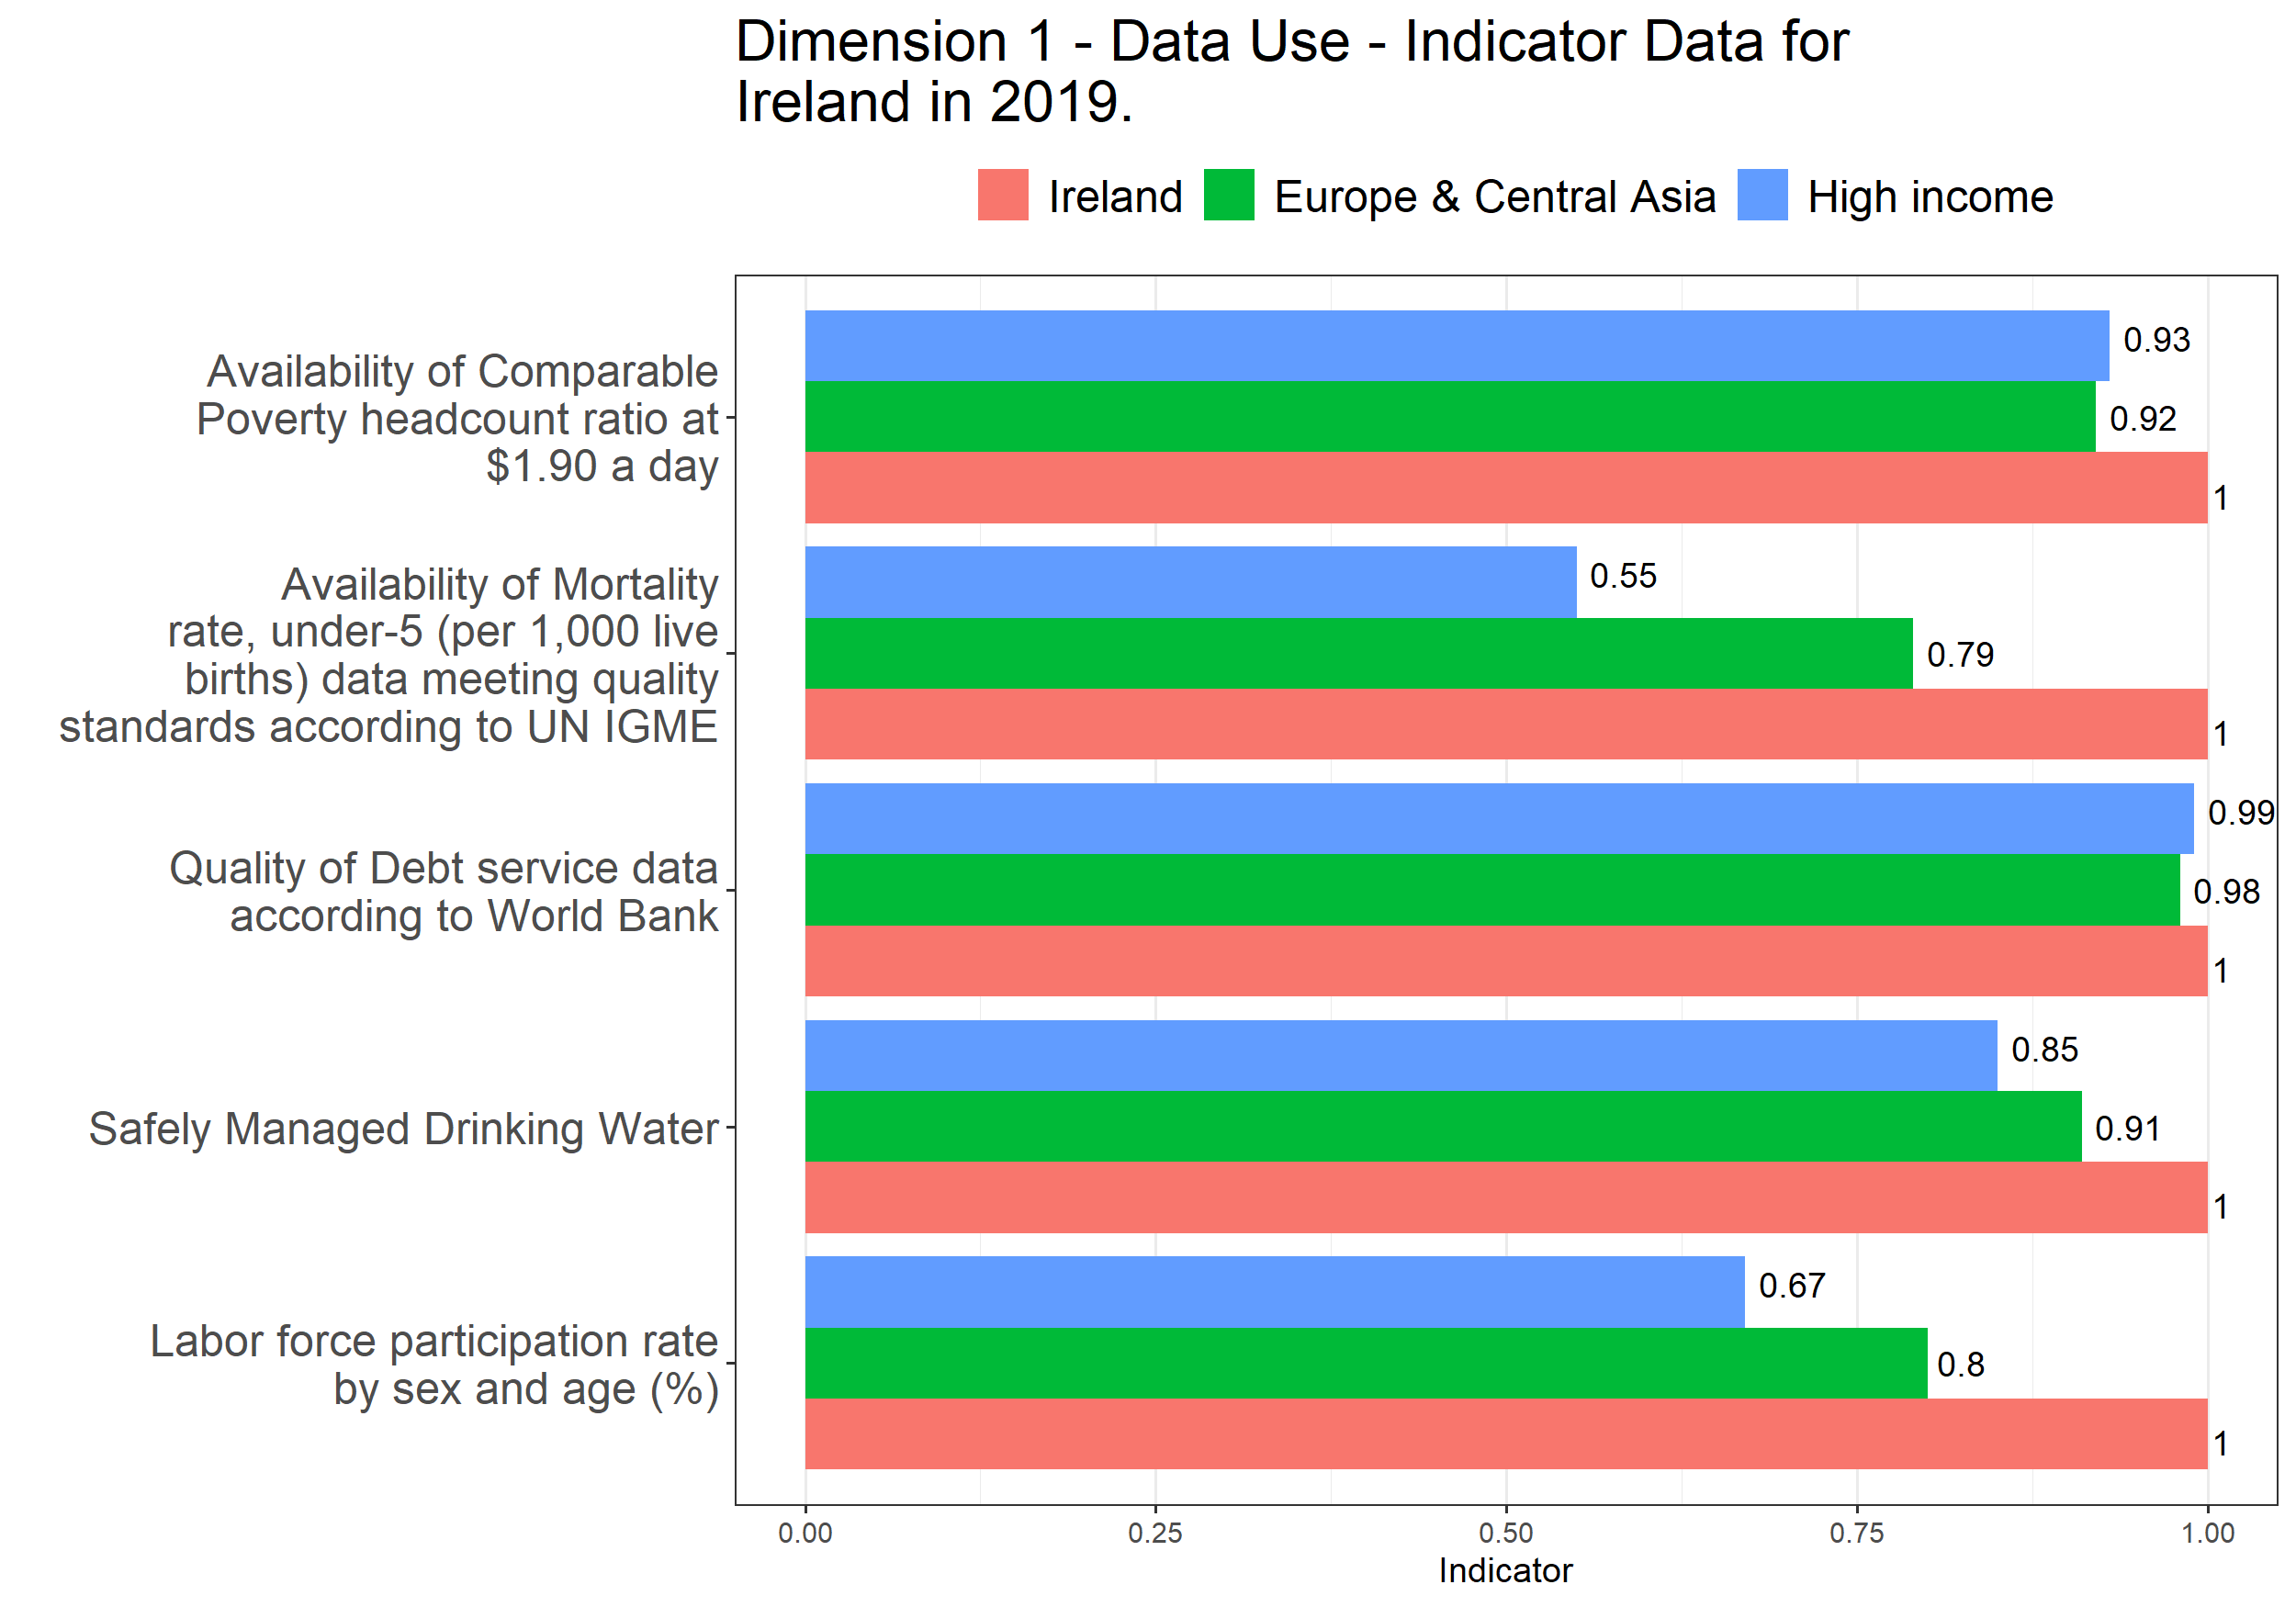 Dimension 1 - Data Use - Indicator Data for
Ireland in 2019.
Ireland
Europe & Central Asia
High income
Availability of Comparable
Poverty headcount ratio at
$1.90 a day
0.93
0.92
1
Availability of Mortality
rate, under-5 (per 1,000 live
births) data meeting quality
standards according to UN IGME
0.55
0.79
1
Quality of Debt service data
according to World Bank
0.99
0.98
1
Safely Managed Drinking Water
0.85
0.91
1
Labor force participation rate
by sex and age (%)
0.67
0.8
1
0.00
0.25
0.50
0.75
1.00
Indicator